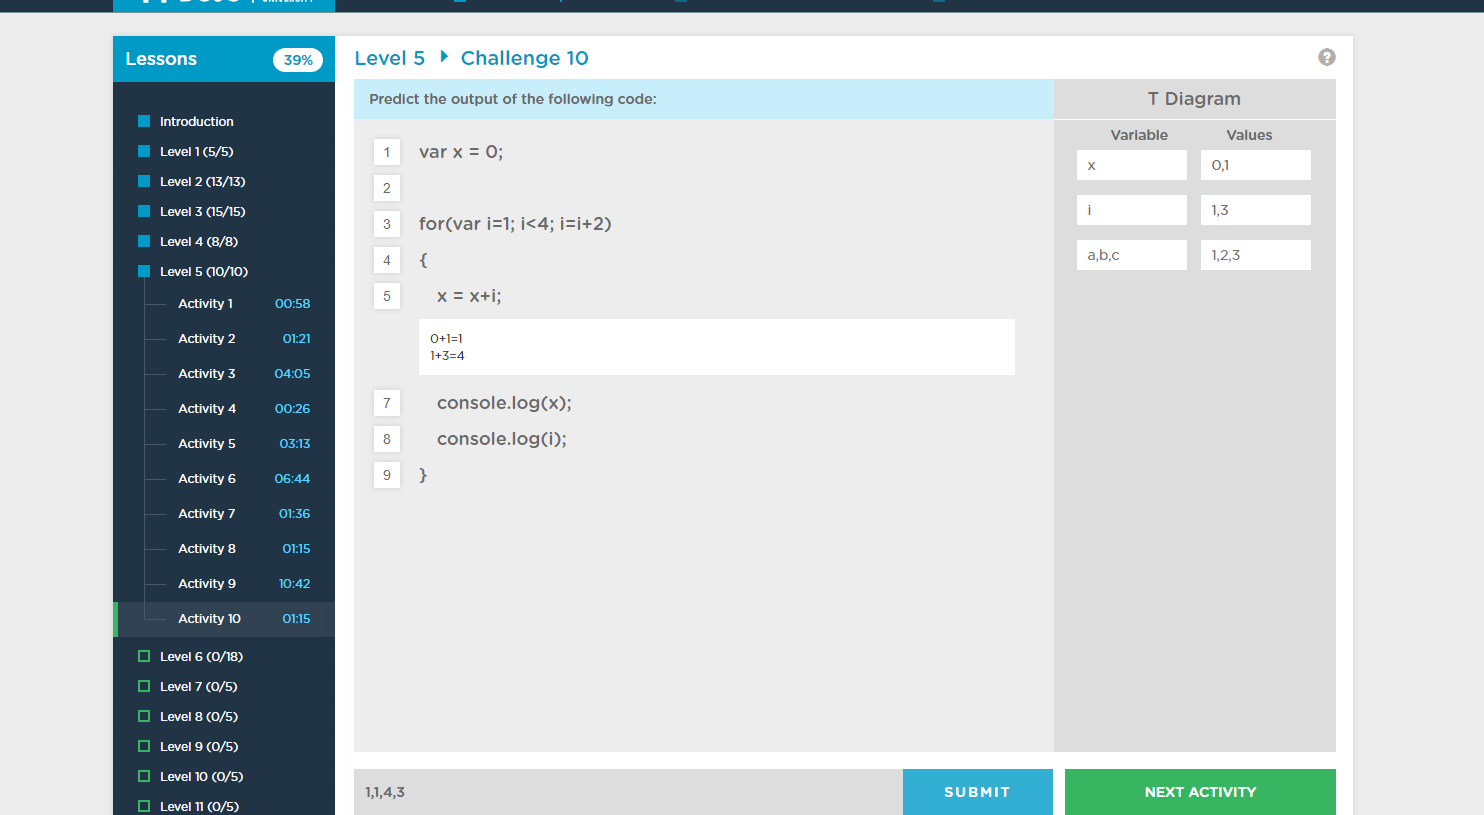 Lessons 39%
Introduction
Level 1 (5/5)
Level 2 (13/13)
Level 3 (15/15)
Level 4 (8/8)
Level 5 (10/10)
Activity 1 00:58
Activity 2 01:21
Activity 3 04:05
Activity 4 00:26
Activity 5 03:13
Activity 6 06:44
Activity 7 01:36
Activity 8 01:15
Activity 9 10:42
Activity 10 01:15
Level 6 (0/18)
Level 7 (0/5)
Level 8 (0/5)
Level 9 (0/5)
Level 10 (0/5)
Level 11 (0/5)
Level 5 Challenge 10
?
Predict the output of the following code:
1 var x = 0;
2
3 for(var i=1; i<4; i=i+2)
4 {
5 x = x+i;
0+1=1
1+3=4
7 console.log(x);
8 console.log(i);
9 }
T Diagram
Variable Values
x 0,1
i 1,3
a,b,c 1,2,3
1,1,4,3 SUBMIT NEXT ACTIVITY